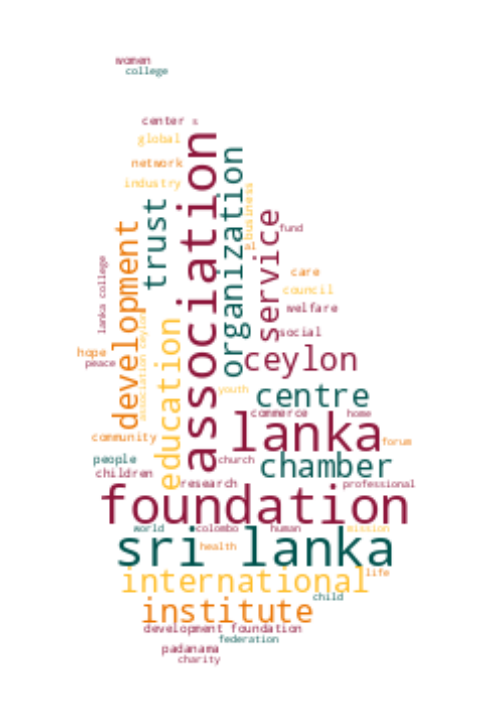 women
college
center s
global
network
industry
association
organization
business
al
trust
service
fund
development
lanka college
care
council
welfare
social
association ceylon
education
hope
peace
ceylon
youth
centre
commerce
home
lanka
forum
community
people
children
church
chamber
research
professional
foundation
world
colombo
human
mission
sri lanka
health
international
life
child
institute
development foundation
federation
padanama
charity